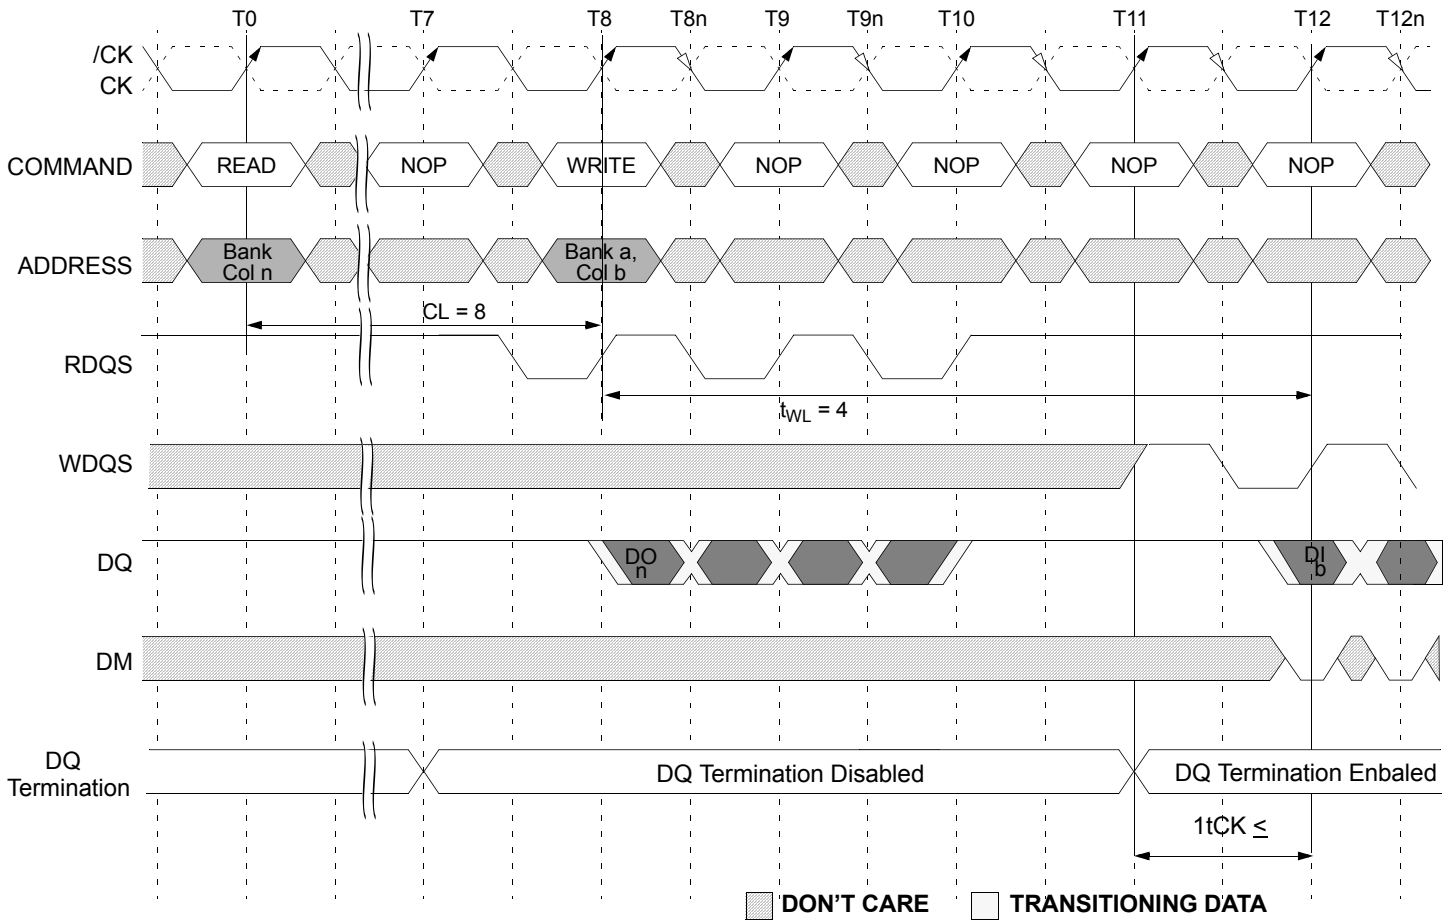 T0 T7 T8 T8n T9 T9n T10 T11 T12 T12n
/CK
CK
COMMAND READ NOP WRITE NOP NOP NOP NOP
ADDRESS Bank Col n Bank a, Col b
CL = 8
RDQS
tWL = 4
WDQS
DQ DO n DI b
DM
DQ Termination DQ Termination Disabled DQ Termination Enbaled
1tCK ≤
DON'T CARE TRANSITIONING DATA